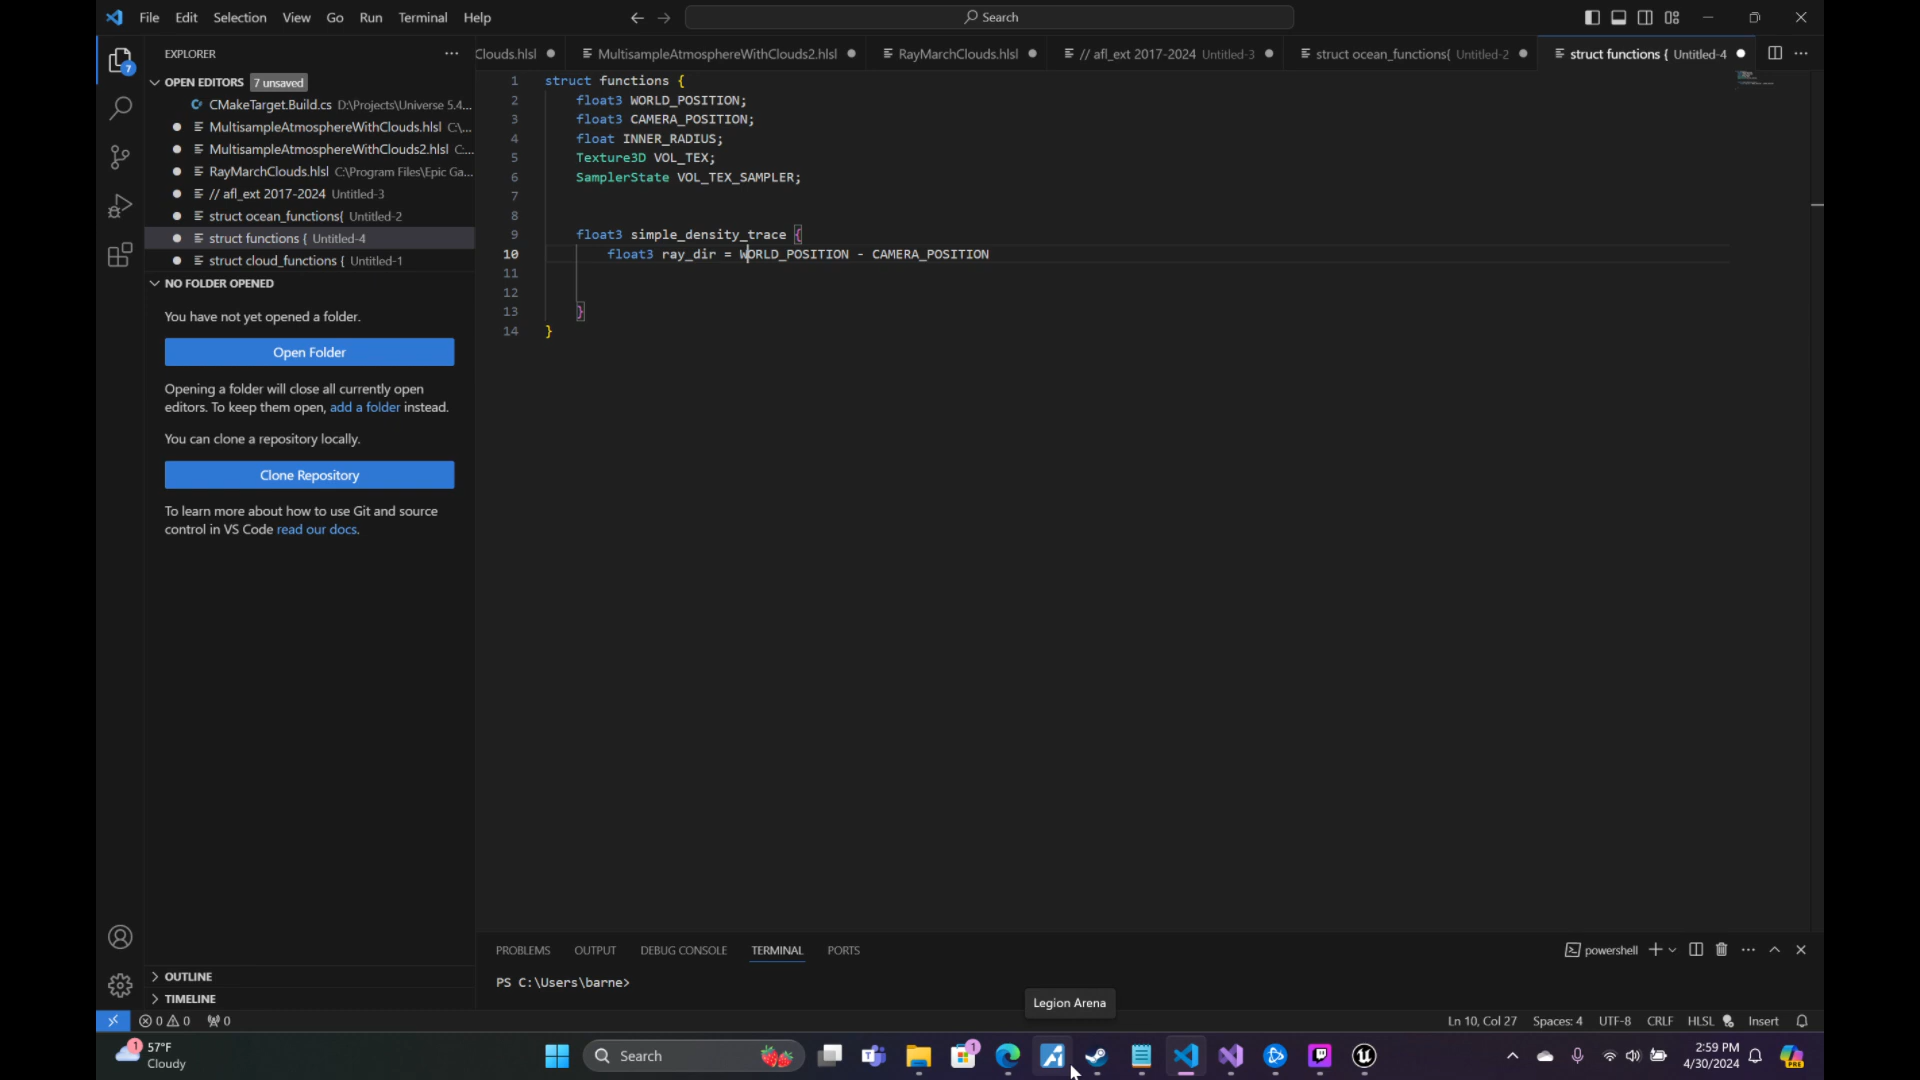 File Edit Selection View Go Run Terminal Help
Search
EXPLORER
Clouds.hlsl
MultisampleAtmosphereWithClouds2.hlsl
RayMarchClouds.hlsl
// afl_ext 2017-2024 Untitled-3
struct ocean_functions{ Untitled-2
struct functions { Untitled-4
OPEN EDITORS 7 unsaved
CMakeTarget.Build.cs D:\Projects\Universe 5.4...
MultisampleAtmosphereWithClouds.hlsl C:\...
MultisampleAtmosphereWithClouds2.hlsl C:...
RayMarchClouds.hlsl C:\Program Files\Epic Ga...
// afl_ext 2017-2024 Untitled-3
struct ocean_functions{ Untitled-2
struct functions { Untitled-4
struct cloud_functions { Untitled-1
7
NO FOLDER OPENED
You have not yet opened a folder.
Open Folder
Opening a folder will close all currently open
editors. To keep them open, add a folder instead.
You can clone a repository locally.
Clone Repository
To learn more about how to use Git and source
control in VS Code read our docs.
OUTLINE
TIMELINE
1 struct functions {
2 float3 WORLD_POSITION;
3 float3 CAMERA_POSITION;
4 float INNER_RADIUS;
5 Texture3D VOL_TEX;
6 SamplerState VOL_TEX_SAMPLER;
7
8
9 float3 simple_density_trace {
10 float3 ray_dir = WORLD_POSITION - CAMERA_POSITION
11
12
13 }
14 }
PROBLEMS OUTPUT DEBUG CONSOLE TERMINAL PORTS
powershell
PS C:\Users\barne>
Legion Arena
0 0 0
Ln 10, Col 27 Spaces: 4 UTF-8 CRLF HLSL Insert
1 57°F
Cloudy
Search
1
2:59 PM
4/30/2024
PRE